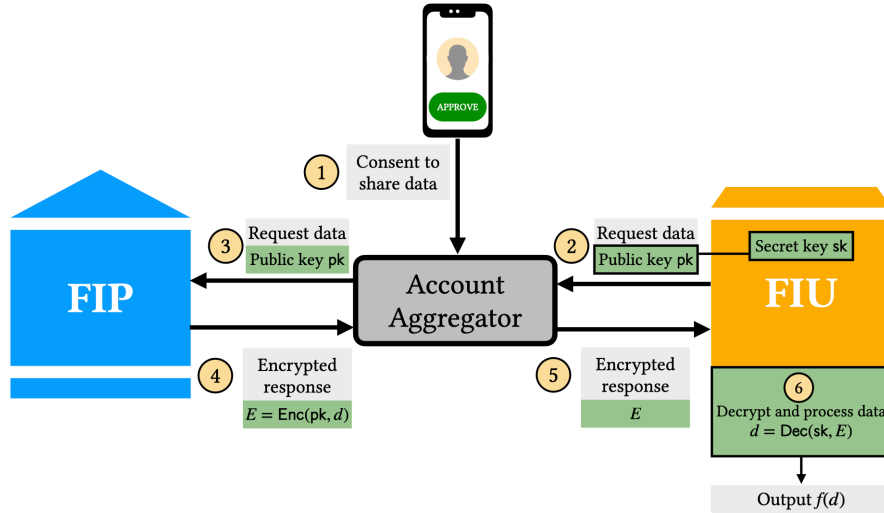 APPROVE
1
Consent to
share data
3
Request data
Public key pk
2
Request data
Public key pk
Secret key sk
FIP
Account
Aggregator
FIU
4
Encrypted
response
E = Enc(pk, d)
5
Encrypted
response
E
6
Decrypt and process data
d = Dec(sk, E)
Output f(d)